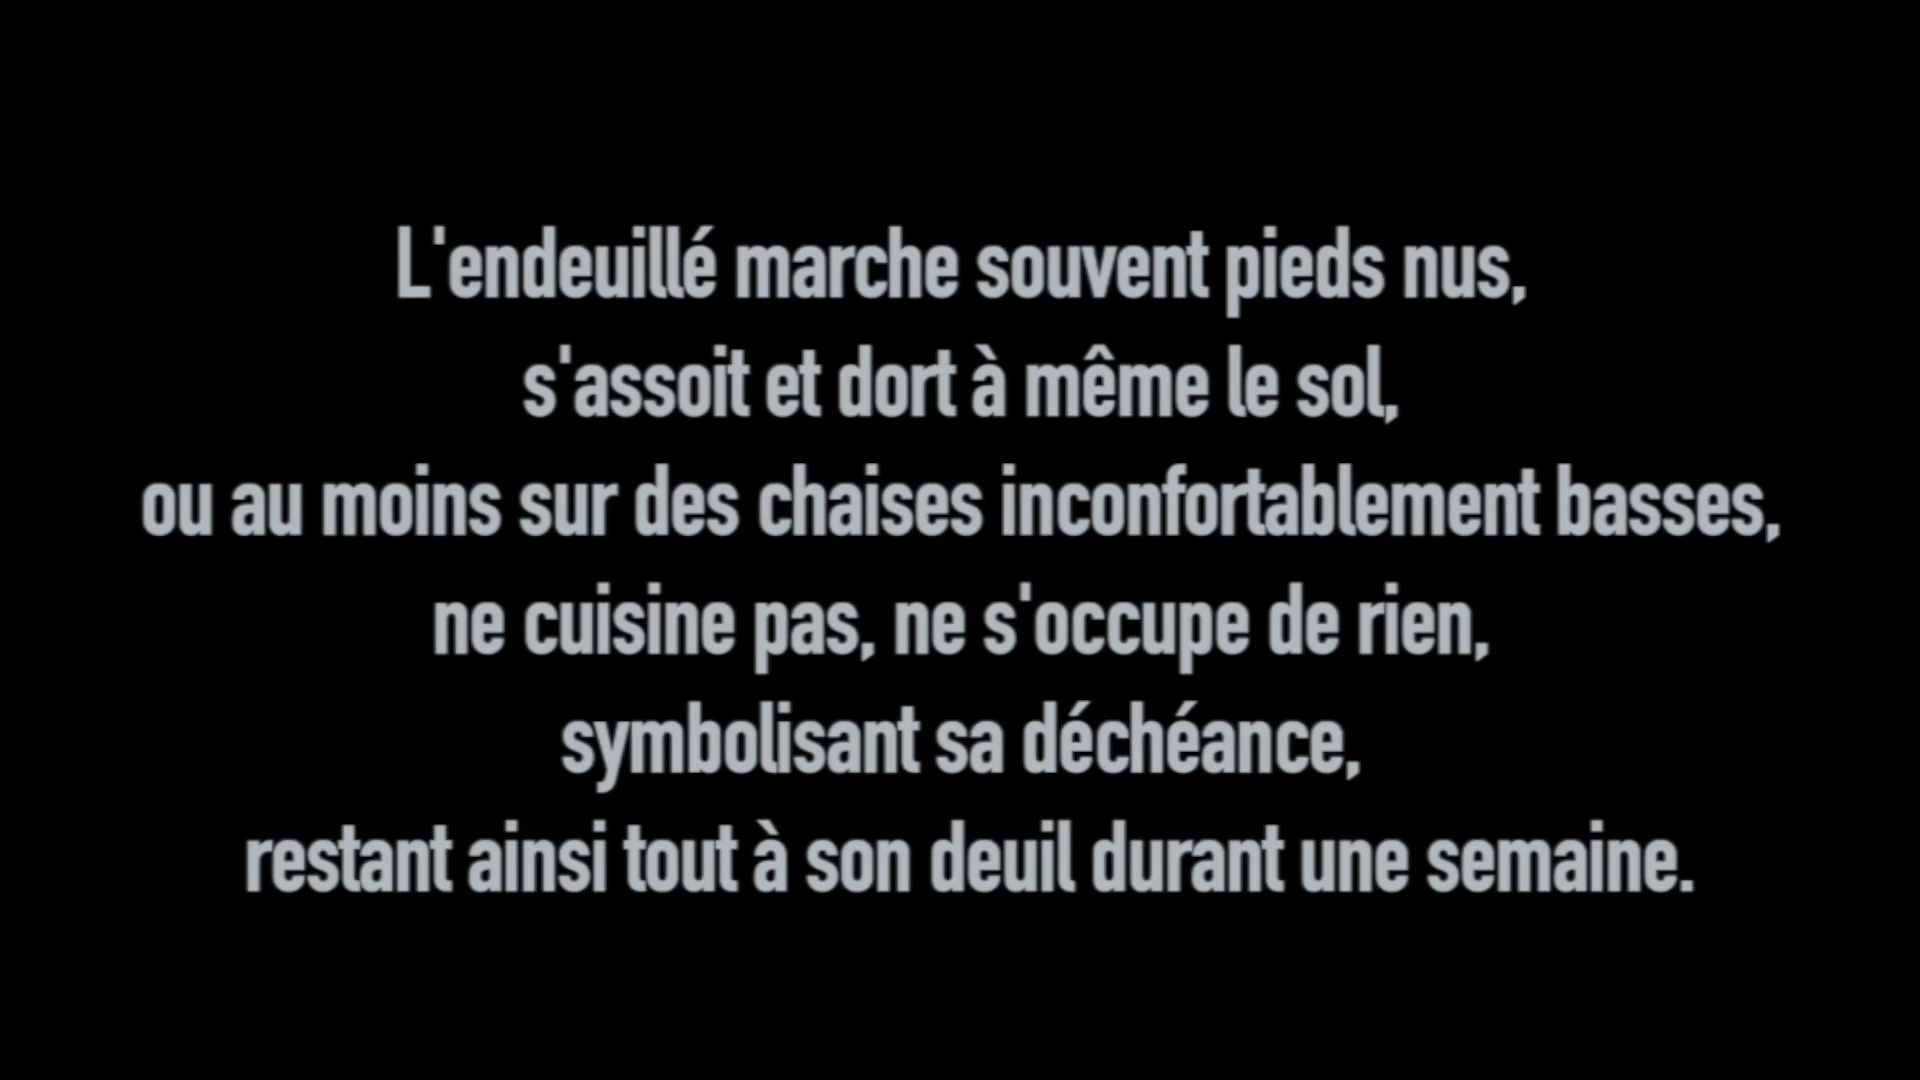 L'endeuillé marche souvent pieds nus,
s'assoit et dort à même le sol,
ou au moins sur des chaises inconfortablement basses,
ne cuisine pas, ne s'occupe de rien,
symbolisant sa déchéance,
restant ainsi tout à son deuil durant une semaine.